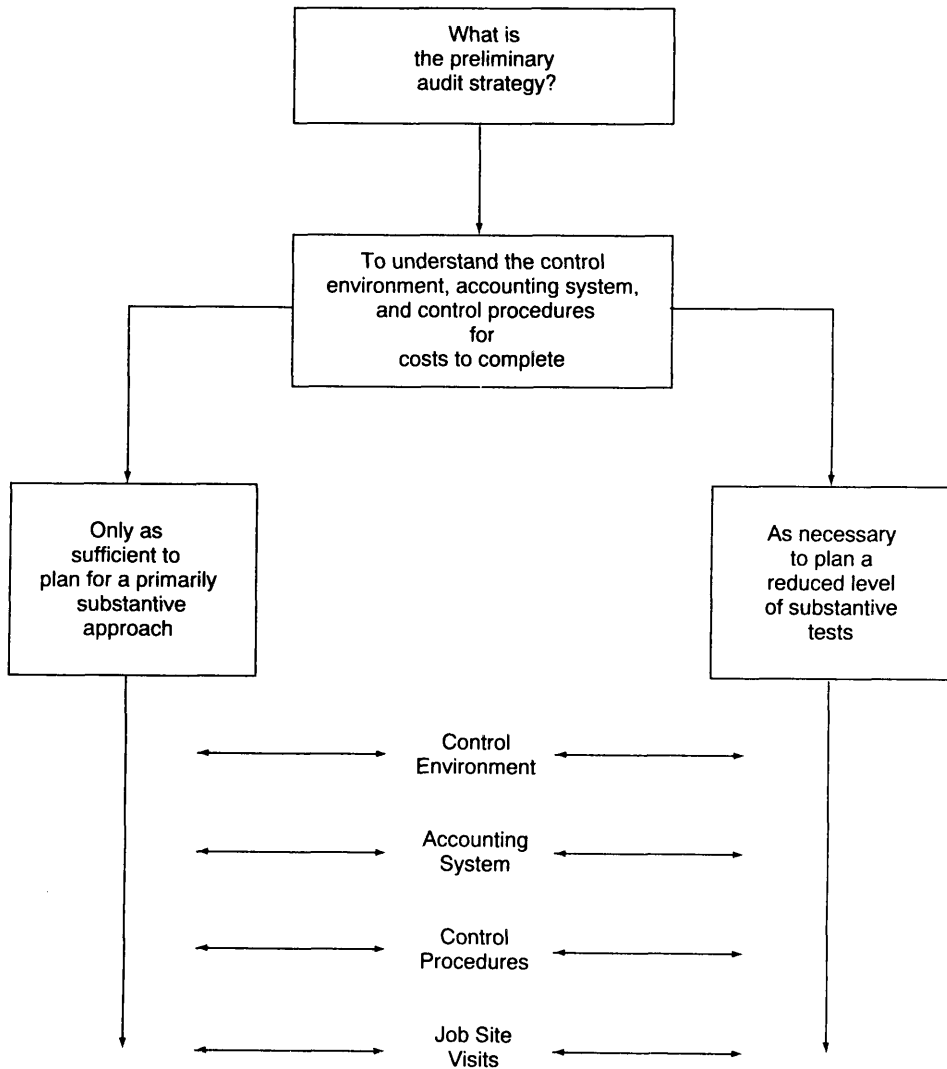 What is
the preliminary
audit strategy?
To understand the control
environment, accounting system,
and control procedures
for
costs to complete
Only as
sufficient to
plan for a primarily
substantive
approach
As necessary
to plan a
reduced level
of substantive
tests
Control
Environment
Accounting
System
Control
Procedures
Job Site
Visits